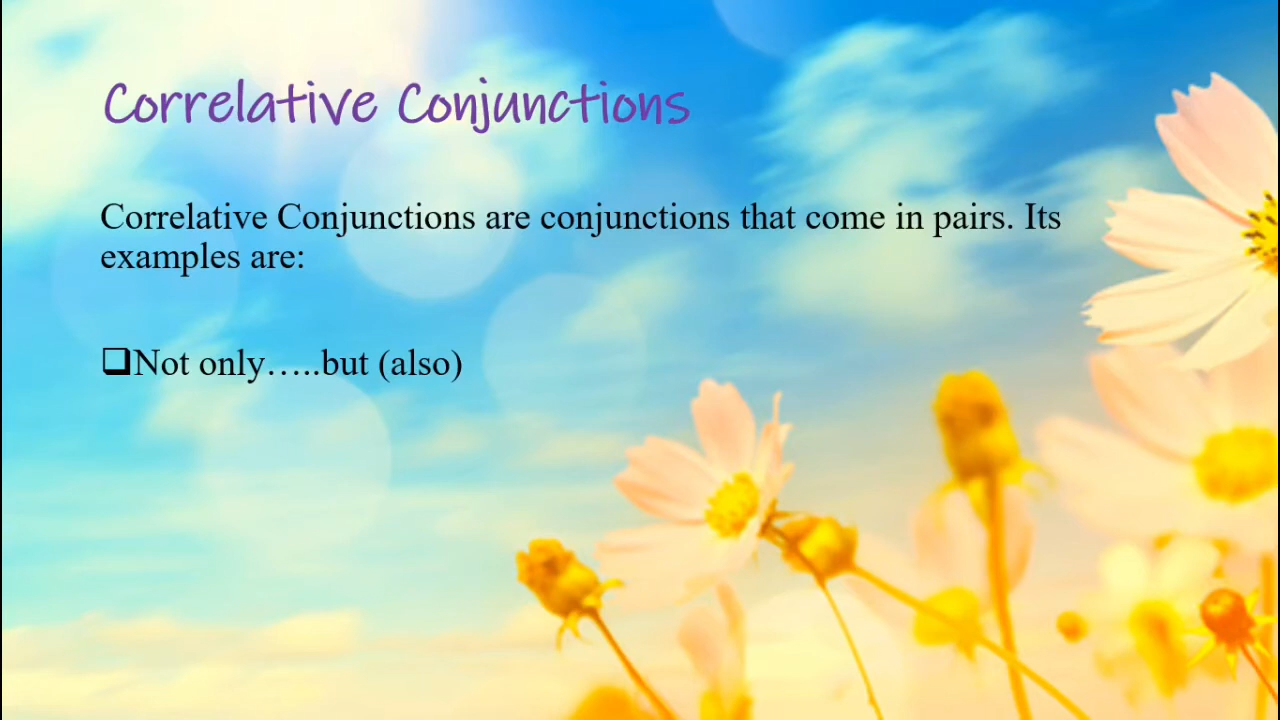 Correlative Conjunctions
Correlative Conjunctions are conjunctions that come in pairs. Its
examples are:
❑Not only…..but (also)